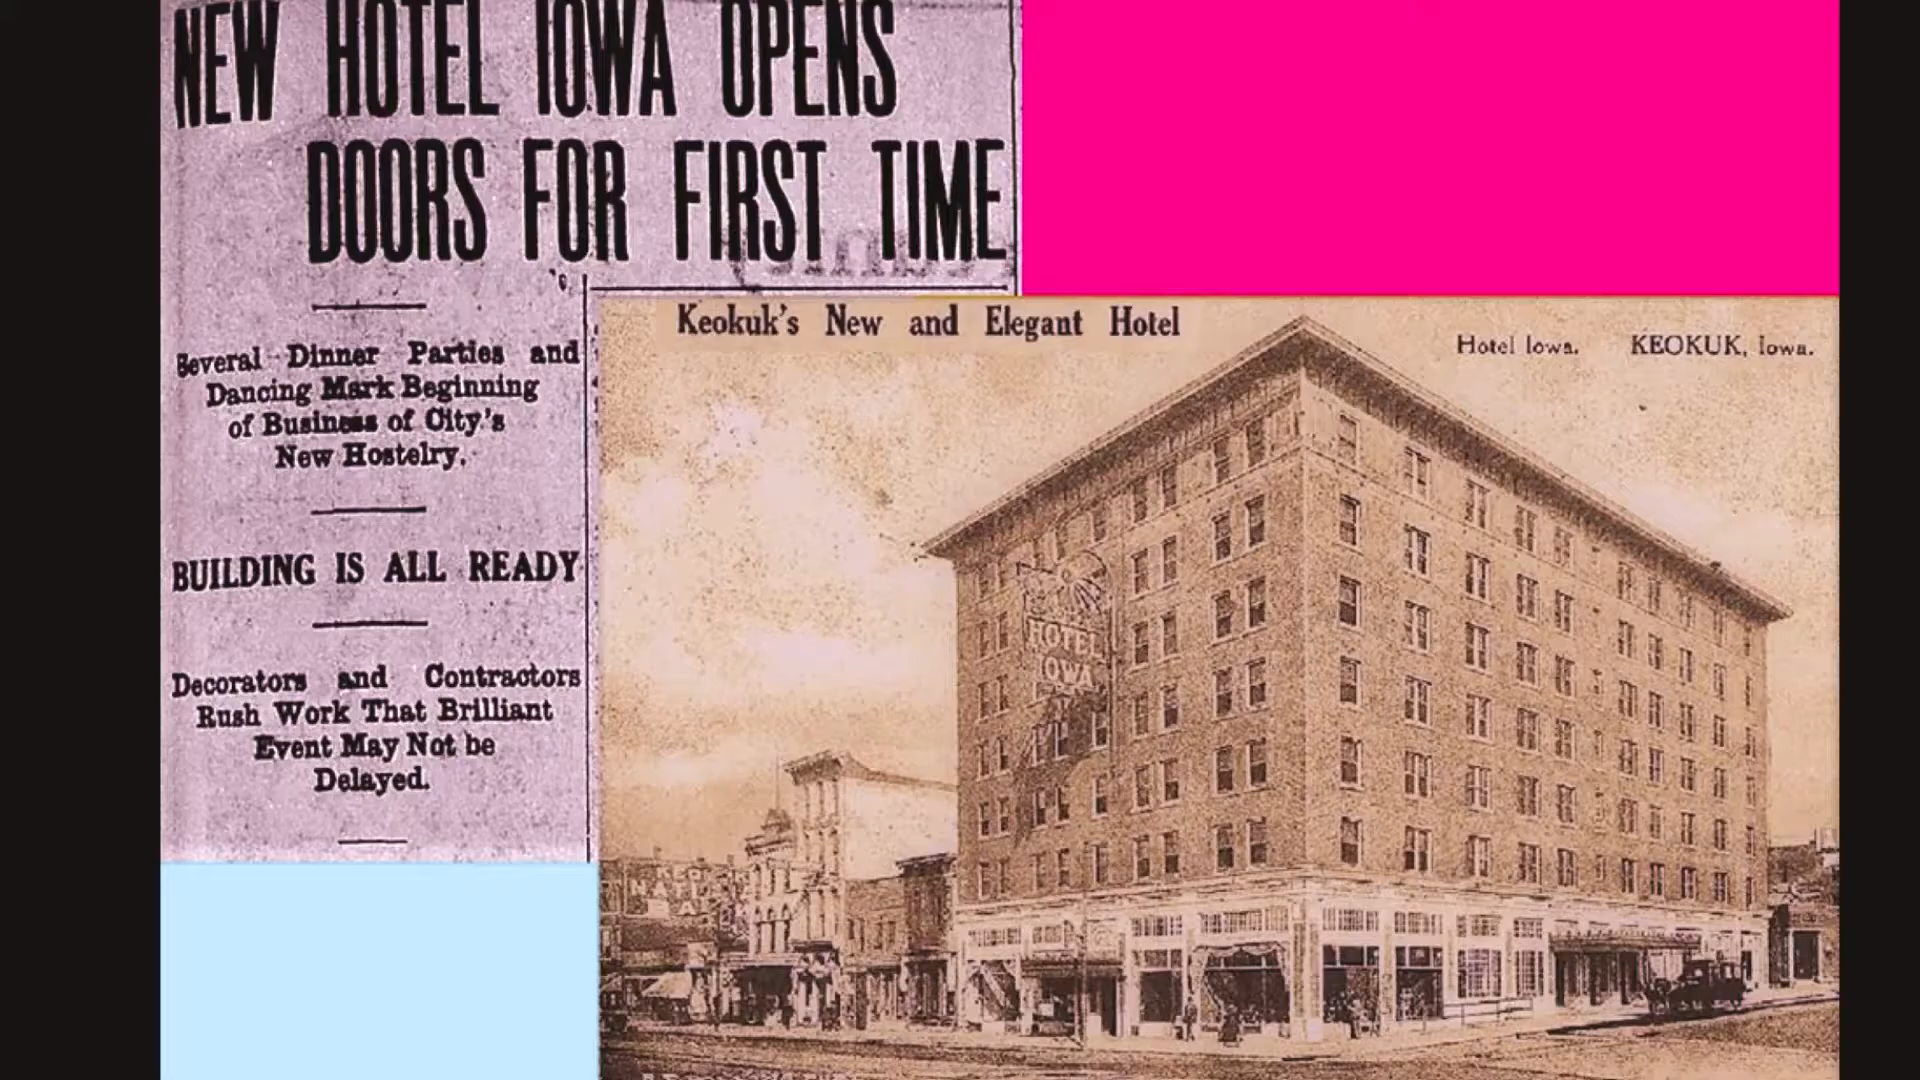 NEW HOTEL IOWA OPENS
DOORS FOR FIRST TIME
Several Dinner Parties and
Dancing Mark Beginning
of Business of City's
New Hostelry.
BUILDING IS ALL READY
Decorators and Contractors
Rush Work That Brilliant
Event May Not be
Delayed.
Keokuk's New and Elegant Hotel
Hotel Iowa. KEOKUK, Iowa.
HOTEL
IOWA